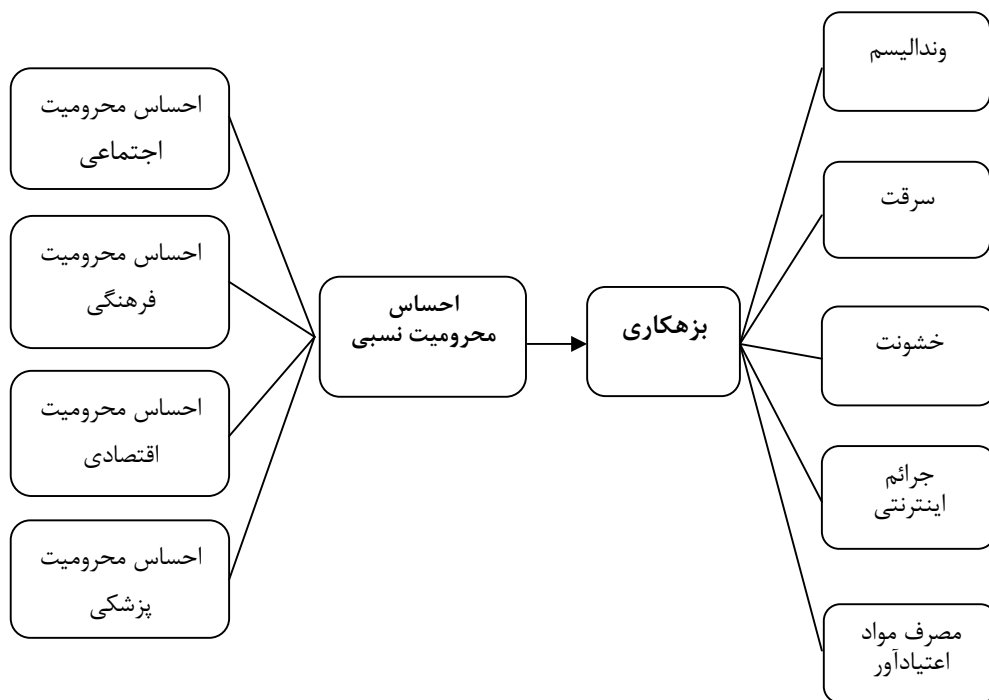 وندالیسم
سرقت
خشونت
جرائم
اینترنتی
مصرف مواد
اعتیادآور
بزهکاری
احساس
محرومیت نسبی
احساس محرومیت
اجتماعی
احساس محرومیت
فرهنگی
احساس محرومیت
اقتصادی
احساس محرومیت
پزشکی